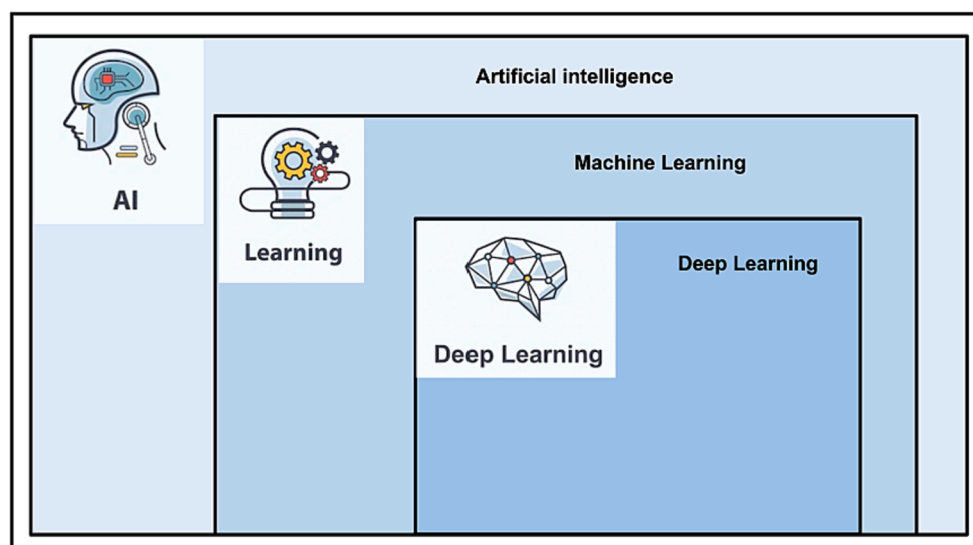 Artificial intelligence
AI
Machine Learning
Learning
Deep Learning
Deep Learning